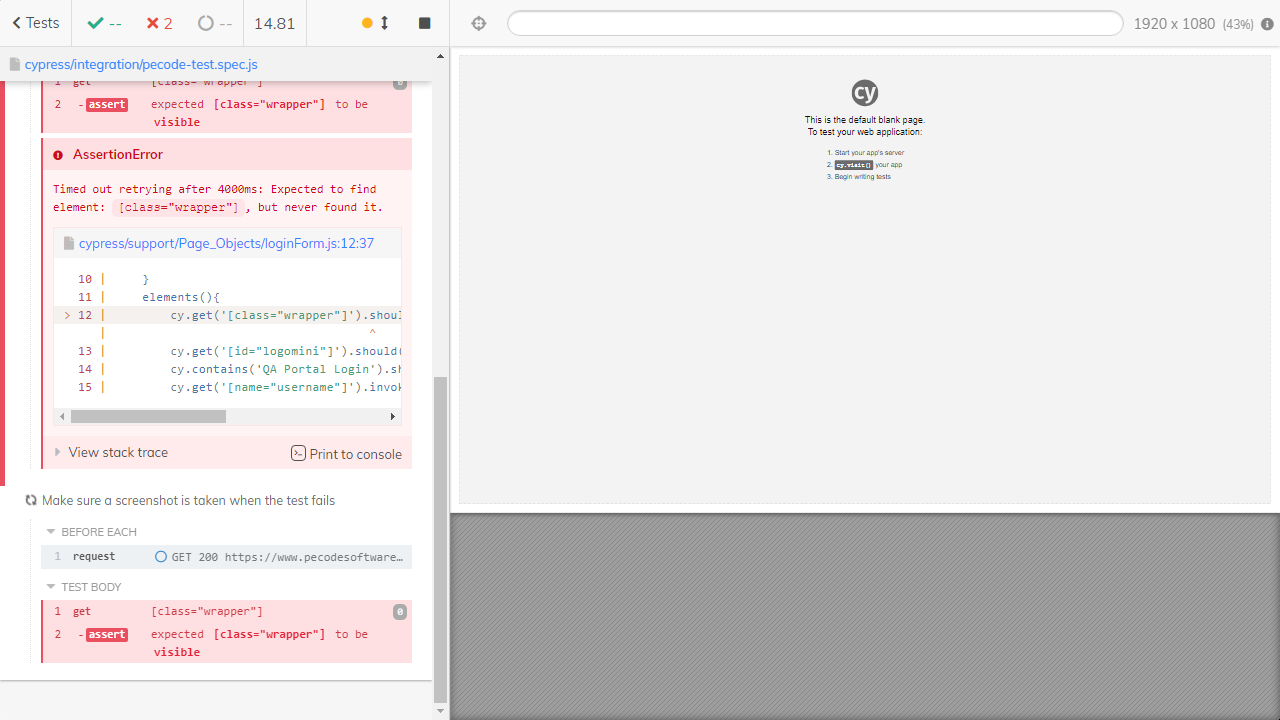 Tests
--
2
--
14.81
1920 x 1080 (43%)
cypress/integration/pecode-test.spec.js
1 get [class="wrapper"] 0
2 -assert expected [class="wrapper"] to be
visible
AssertionError
Timed out retrying after 4000ms: Expected to find
element: [class="wrapper"], but never found it.
cypress/support/Page_Objects/loginForm.js:12:37
10 | }
11 | elements(){
> 12 | cy.get('[class="wrapper"]').shoul
| ^
13 | cy.get('[id="logomini"]').should(
14 | cy.contains('QA Portal Login').sh
15 | cy.get('[name="username"]').invok
View stack trace
Print to console
Make sure a screenshot is taken when the test fails
BEFORE EACH
1 request GET 200 https://www.pecodesoftware…
TEST BODY
1 get [class="wrapper"] 0
2 -assert expected [class="wrapper"] to be
visible
cy
This is the default blank page.
To test your web application:
1. Start your app's server
2. cy.visit() your app
3. Begin writing tests